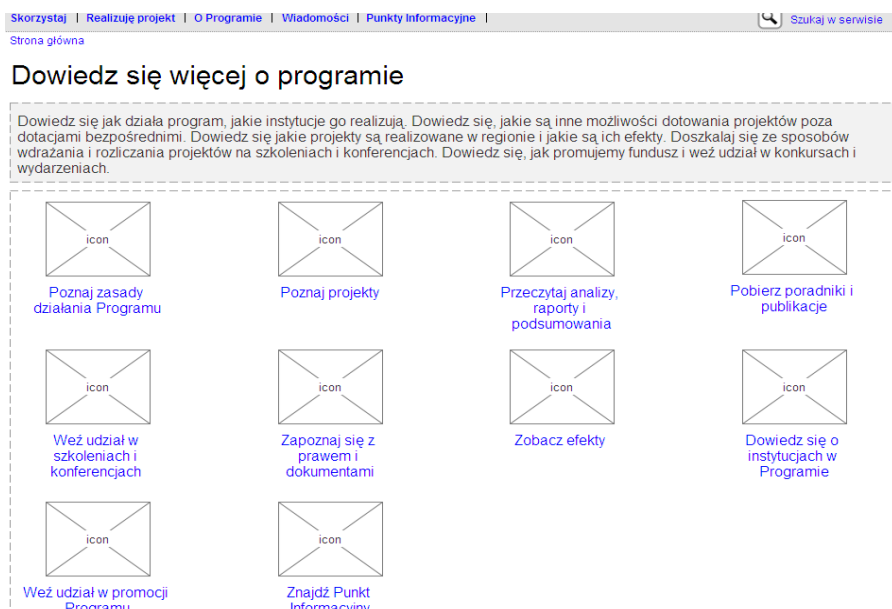 Skorzystaj | Realizuję projekt | O Programie | Wiadomości | Punkty Informacyjne |
Szukaj w serwisie
Strona główna
Dowiedz się więcej o programie
Dowiedz się jak działa program, jakie instytucje go realizują. Dowiedz się, jakie są inne możliwości dotowania projektów poza
dotacjami bezpośrednimi. Dowiedz się jakie projekty są realizowane w regionie i jakie są ich efekty. Doszkalaj się ze sposobów
wdrażania i rozliczania projektów na szkoleniach i konferencjach. Dowiedz się, jak promujemy fundusz i weź udział w konkursach i
wydarzeniach.
icon
Poznaj zasady
działania Programu
icon
Poznaj projekty
icon
Przeczytaj analizy,
raporty i
podsumowania
icon
Pobierz poradniki i
publikacje
icon
Weź udział w
szkoleniach i
konferencjach
icon
Zapoznaj się z
prawem i
dokumentami
icon
Zobacz efekty
icon
Dowiedz się o
instytucjach w
Programie
icon
Weź udział w promocji
Programu
icon
Znajdź Punkt
Informacyjny